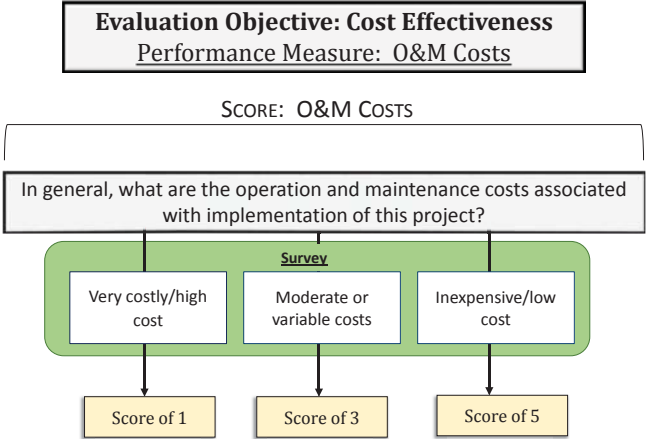 Evaluation Objective: Cost Effectiveness
Performance Measure:  O&M Costs
SCORE:  O&M COSTS
In general, what are the operation and maintenance costs associated
with implementation of this project?
Survey
Very costly/high
cost
Moderate or
variable costs
Inexpensive/low
cost
Score of 1
Score of 3
Score of 5